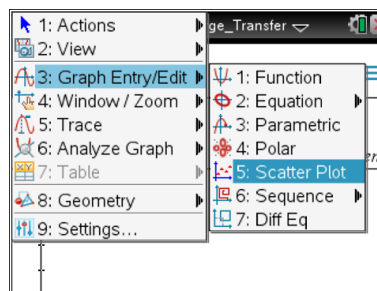 1: Actions
ge_Transfer
2: View
3: Graph Entry/Edit
4: Window / Zoom
5: Trace
6: Analyze Graph
7: Table
8: Geometry
9: Settings...
1: Function
2: Equation
3: Parametric
4: Polar
5: Scatter Plot
6: Sequence
7: Diff Eq
en